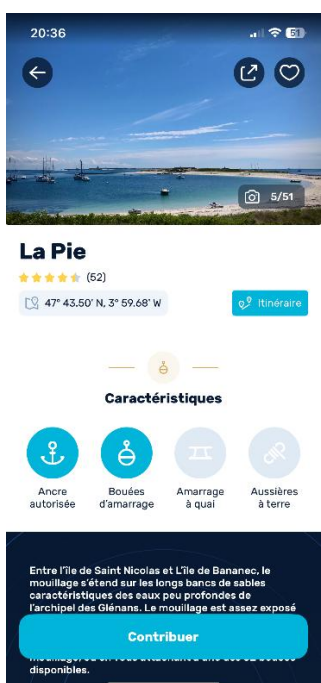 20:36
51
5/51
La Pie
(52)
47° 43.50' N, 3° 59.68' W
Itinéraire
Caractéristiques
Ancre
autorisée
Bouées
d'amarrage
Amarrage
à quai
Aussières
à terre
Entre l'île de Saint Nicolas et L'île de Bananec, le
mouillage s'étend sur les longs bancs de sables
caractéristiques des eaux peu profondes de
l'archipel des Glénans. Le mouillage est assez exposé
Contribuer
disponibles.